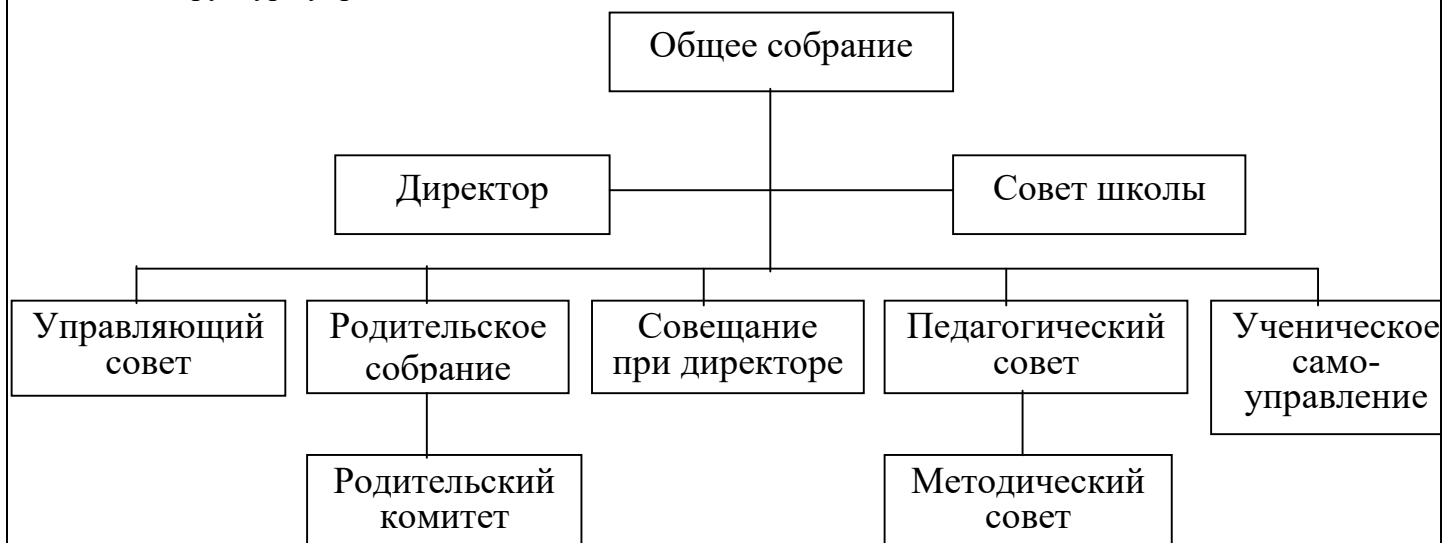 Общее собрание
Директор
Совет школы
Управляющий
совет
Родительское
собрание
Совещание
при директоре
Педагогический
совет
Ученическое
само-
управление
Родительский
комитет
Методический
совет